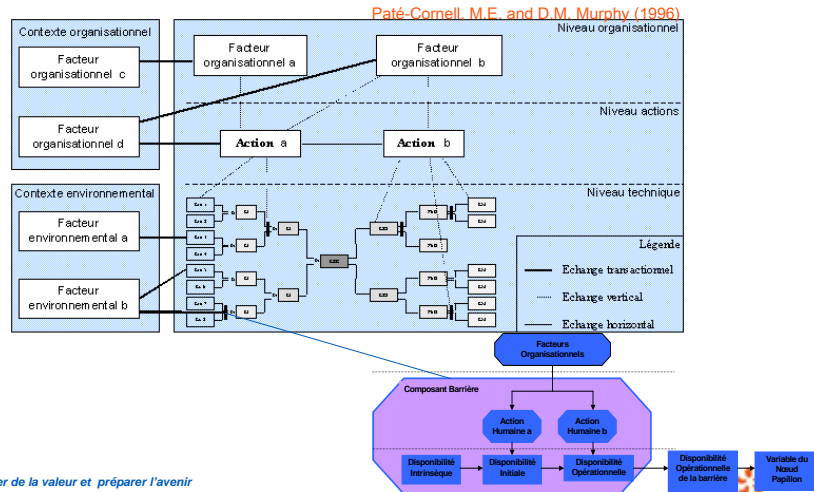 Paté-Cornell, M.E. and D.M. Murphy (1996)
Contexte organisationnel
Facteur
organisationnel c
Facteur
organisationnel d
Contexte environnemental
Facteur
environnemental a
Facteur
environnemental b
Niveau organisationnel
Facteur
organisationnel a
Facteur
organisationnel b
Niveau actions
Action a
Action b
Niveau technique
Légende
Echange transactionnel
Echange vertical
Echange horizontal
Facteurs
Organisationnels
Composant Barrière
Action
Humaine a
Action
Humaine b
Disponibilité
Intrinsèque
Disponibilité
Initiale
Disponibilité
Opérationnelle
Disponibilité
Opérationnelle
de la barrière
Variable du
Nœud
Papillon
er de la valeur et préparer l'avenir